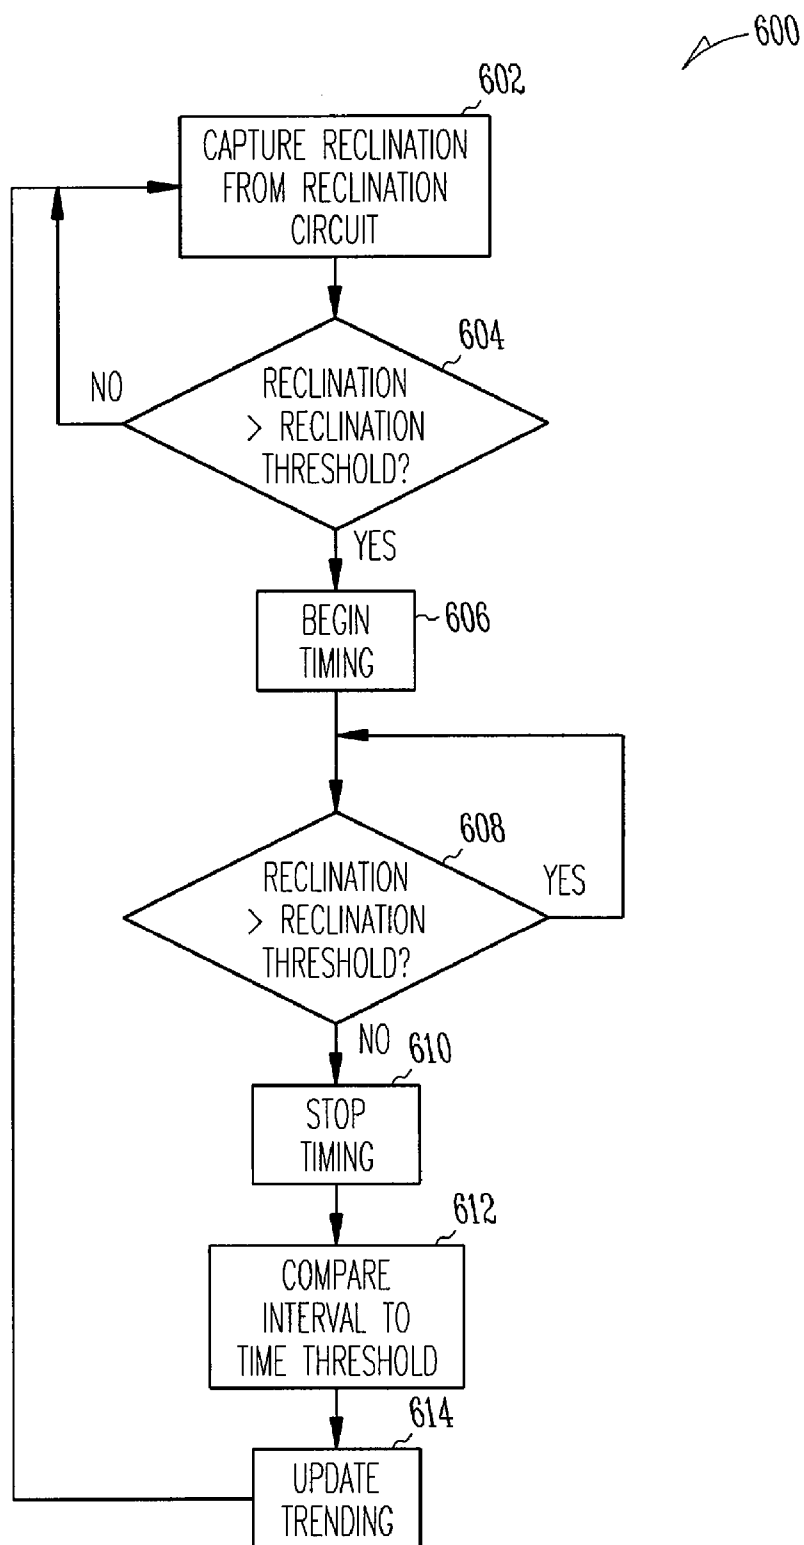 600
602
CAPTURE RECLINATION
FROM RECLINATION
CIRCUIT
604
NO
RECLINATION
> RECLINATION
THRESHOLD?
YES
BEGIN
TIMING
606
608
RECLINATION
> RECLINATION
THRESHOLD?
YES
NO
610
STOP
TIMING
612
COMPARE
INTERVAL TO
TIME THRESHOLD
614
UPDATE
TRENDING